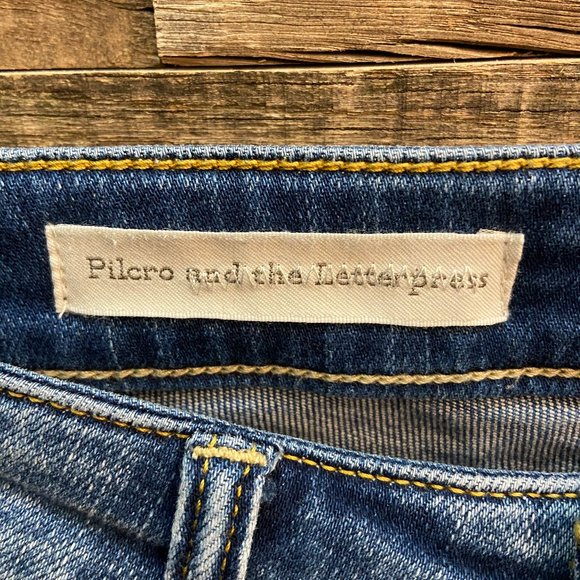 Pilcro and the Letterpress